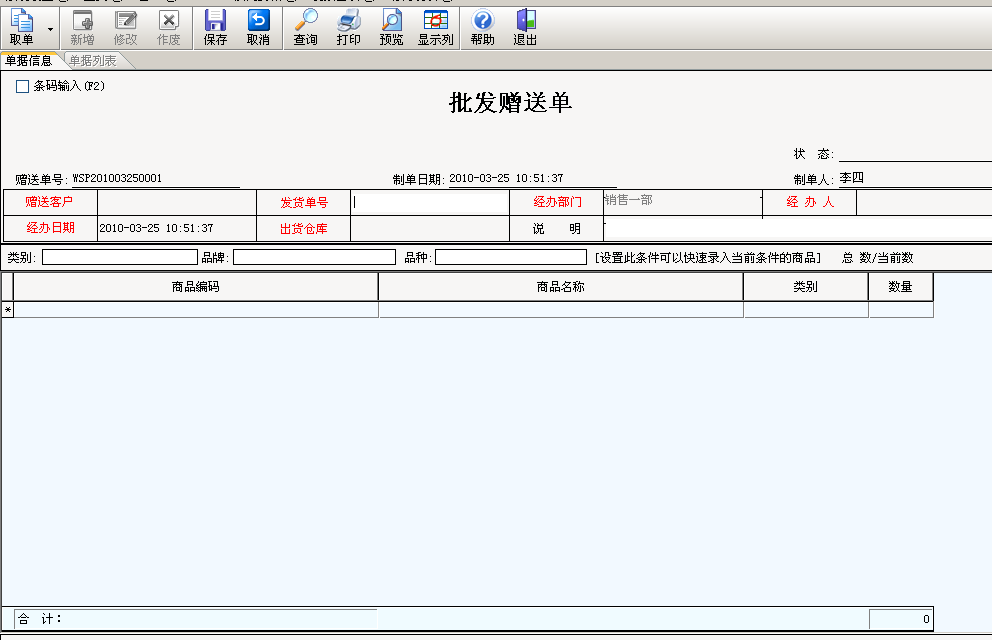 取单 新增 修改 作废 保存 取消 查询 打印 预览 显示列 帮助 退出
单据信息 单据列表
条码输入(F2)
批发赠送单
状 态:
赠送单号: WSP201003250001 制单日期: 2010-03-25 10:51:37 制单人: 李四
赠送客户 发货单号 经办部门 销售一部 经 办 人
经办日期 2010-03-25 10:51:37 出货仓库 说 明
类别: 品牌: 品种: [设置此条件可以快速录入当前条件的商品] 总 数/当前数
商品编码 商品名称 类别 数量
*
合 计: 0